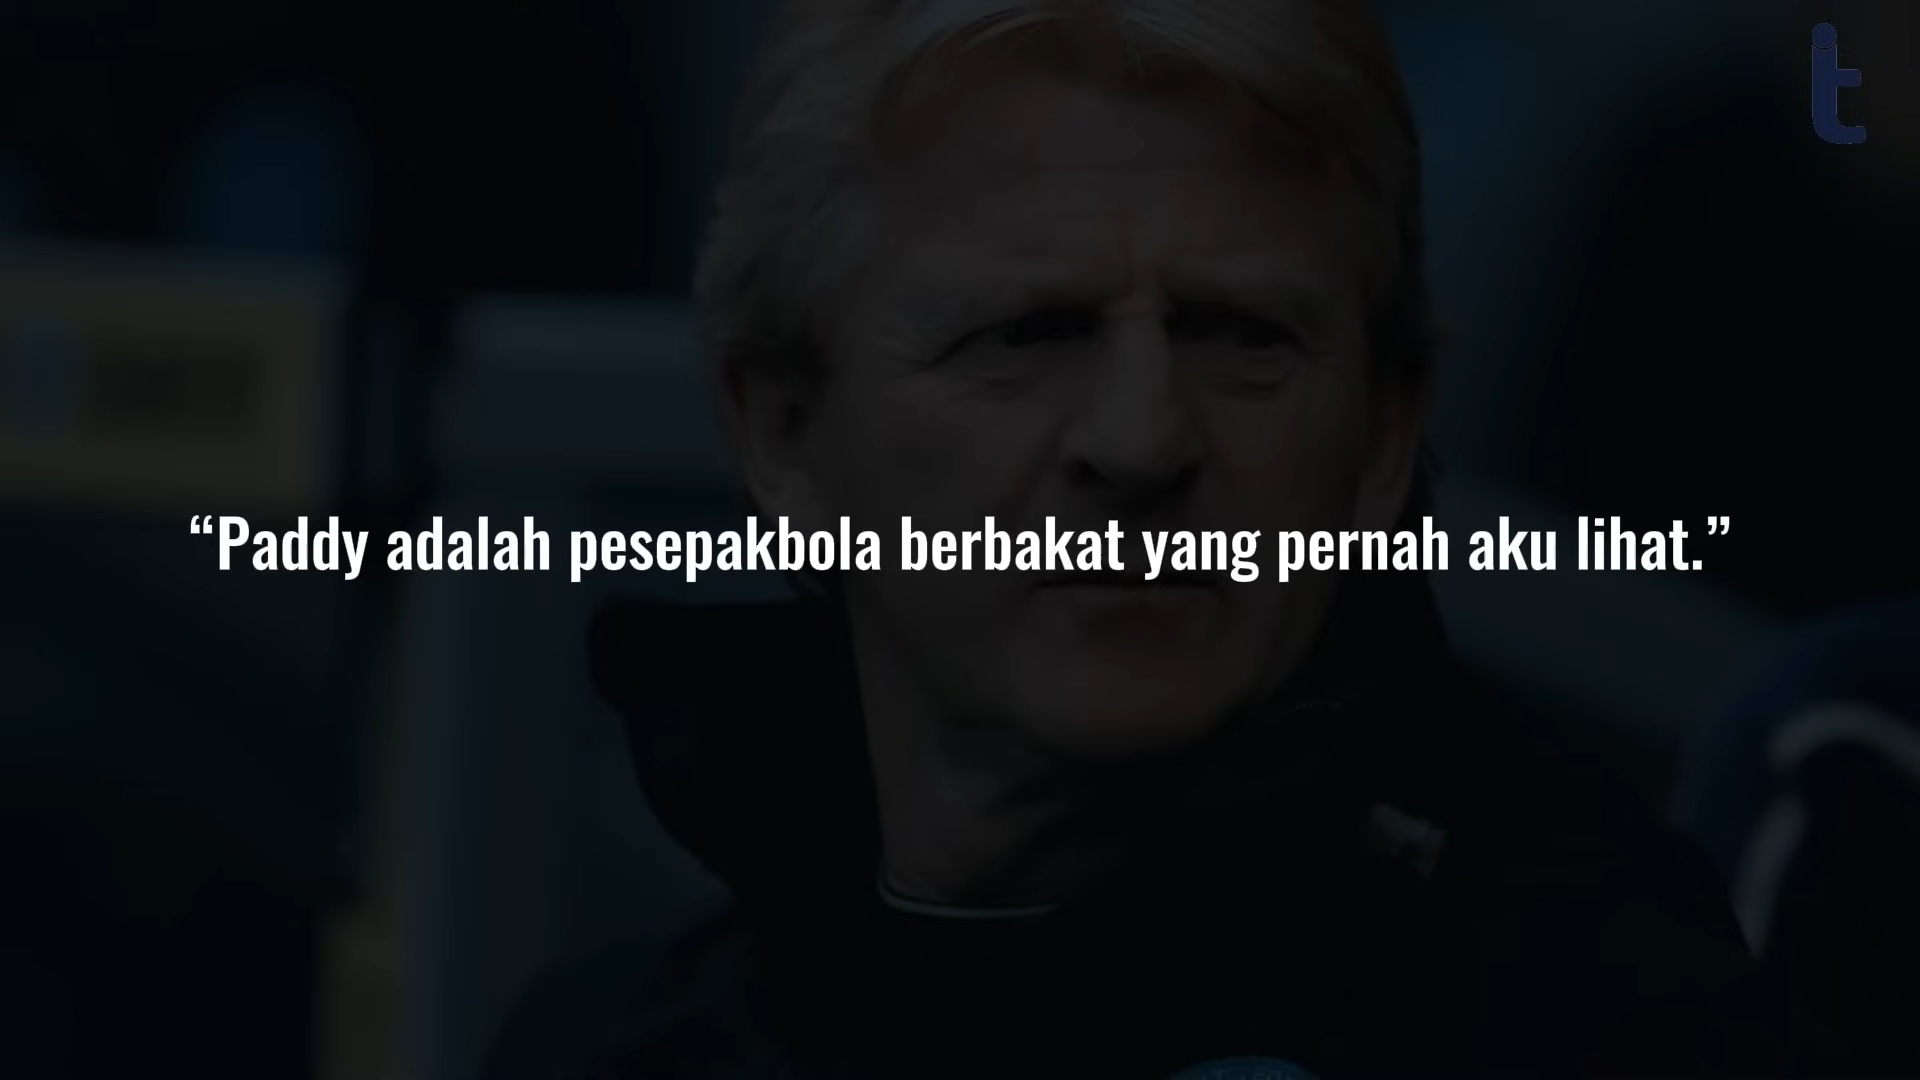 “Paddy adalah pesepakbola berbakat yang pernah aku lihat.”